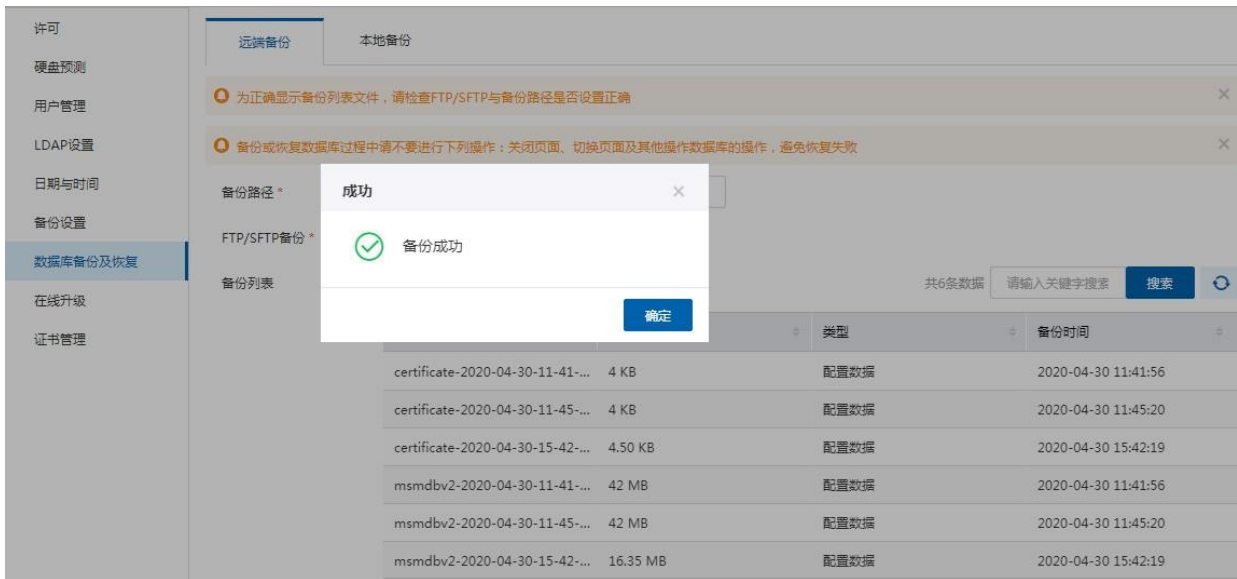 许可
硬盘预测
用户管理
LDAP设置
日期与时间
备份设置
数据库备份及恢复
在线升级
证书管理
远端备份 本地备份
为正确显示备份列表文件，请检查FTP/SFTP与备份路径是否设置正确
备份或恢复数据库过程中请不要进行下列操作：关闭页面、切换页面及其他操作数据库的操作，避免恢复失败
备份路径 *
FTP/SFTP备份 *
备份列表
成功
备份成功
确定
共6条数据 请输入关键字搜索 搜索
类型 备份时间
certificate-2020-04-30-11-41-... 4 KB 配置数据 2020-04-30 11:41:56
certificate-2020-04-30-11-45-... 4 KB 配置数据 2020-04-30 11:45:20
certificate-2020-04-30-15-42-... 4.50 KB 配置数据 2020-04-30 15:42:19
msmdbv2-2020-04-30-11-41-... 42 MB 配置数据 2020-04-30 11:41:56
msmdbv2-2020-04-30-11-45-... 42 MB 配置数据 2020-04-30 11:45:20
msmdbv2-2020-04-30-15-42-... 16.35 MB 配置数据 2020-04-30 15:42:19